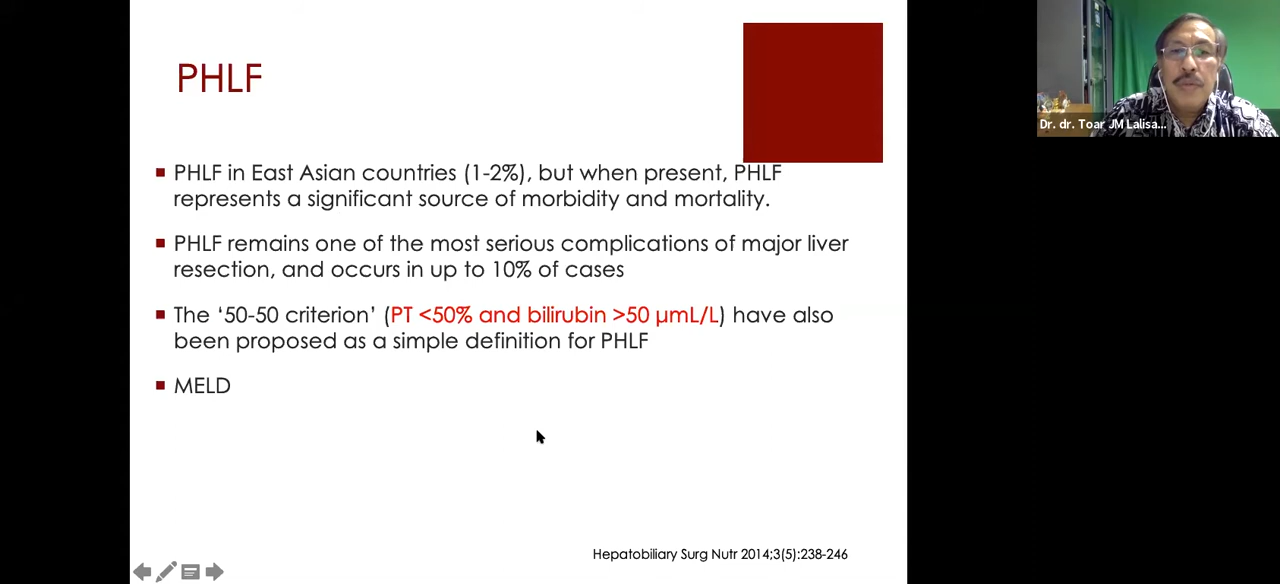 PHLF
PHLF in East Asian countries (1-2%), but when present, PHLF
represents a significant source of morbidity and mortality.
PHLF remains one of the most serious complications of major liver
resection, and occurs in up to 10% of cases
The ‘50-50 criterion’ (PT <50% and bilirubin >50 µmL/L) have also
been proposed as a simple definition for PHLF
MELD
Hepatobiliary Surg Nutr 2014;3(5):238-246
Dr. dr. Toar JM Lalisa...